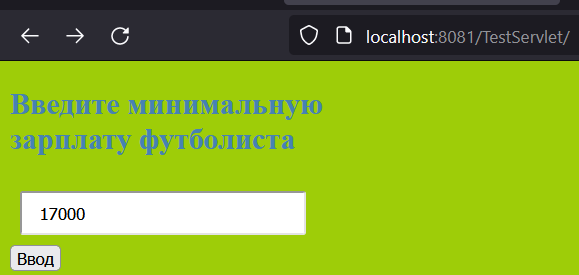 localhost:8081/TestServlet/
Введите минимальную
зарплату футболиста
17000
Ввод